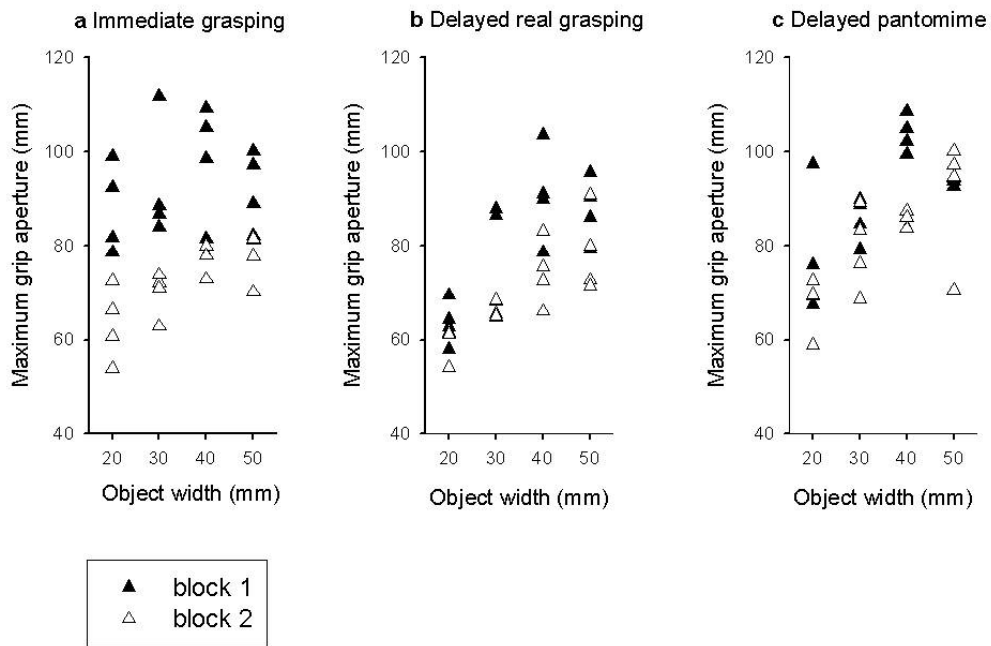 a Immediate grasping
b Delayed real grasping
c Delayed pantomime
Maximum grip aperture (mm)
120
100
80
60
40
20 30 40 50
Object width (mm)
Maximum grip aperture (mm)
120
100
80
60
40
20 30 40 50
Object width (mm)
Maximum grip aperture (mm)
120
100
80
60
40
20 30 40 50
Object width (mm)
block 1
block 2